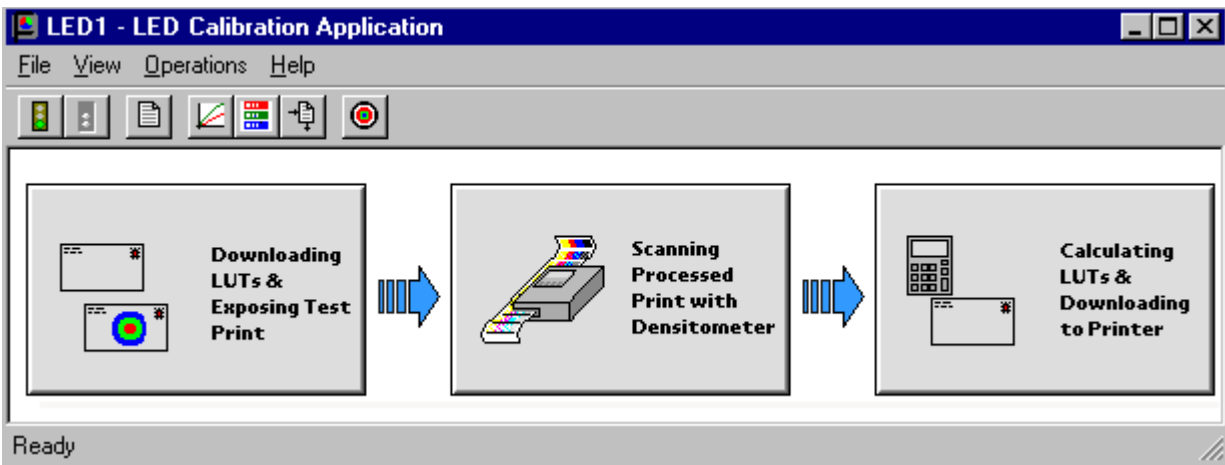 LED1 - LED Calibration Application
File View Operations Help
Downloading
LUTs &
Exposing Test
Print
Scanning
Processed
Print with
Densitometer
Calculating
LUTs &
Downloading
to Printer
Ready